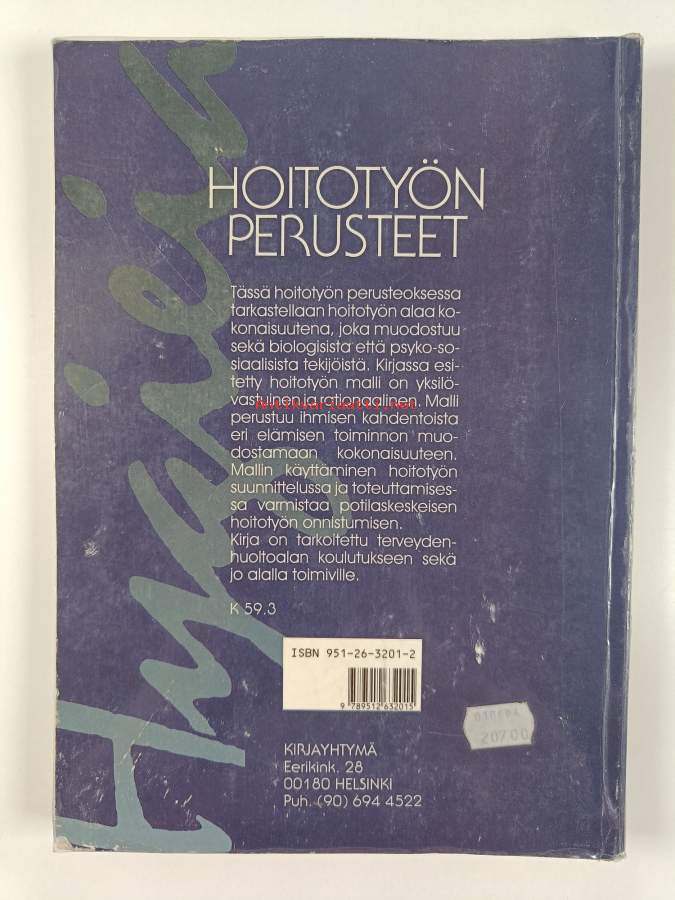 Hygieia
HOITOTYÖN
PERUSTEET
Tässä hoitotyön perusteoksessa
tarkastellaan hoitotyön alaa ko-
konaisuutena, joka muodostuu
sekä biologisista että psyko-so-
siaalisista tekijöistä. Kirjassa esi-
tetty hoitotyön malli on yksilö-
vastuinen ja rationaalinen. Malli
perustuu ihmisen kahdentoista
eri elämisen toiminnon muo-
dostamaan kokonaisuuteen.
Mallin käyttäminen hoitotyön
suunnittelussa ja toteuttamises-
sa varmistaa potilaskeskeisen
hoitotyön onnistumisen.
Kirja on tarkoitettu terveyden-
huoltoalan koulutukseen sekä
jo alalla toimiville.
K 59.3
ISBN 951-26-3201-2
9 789512 632015
KIRJAYHTYMÄ
Eerikink. 28
00180 HELSINKI
Puh. (90) 694 4522
20700